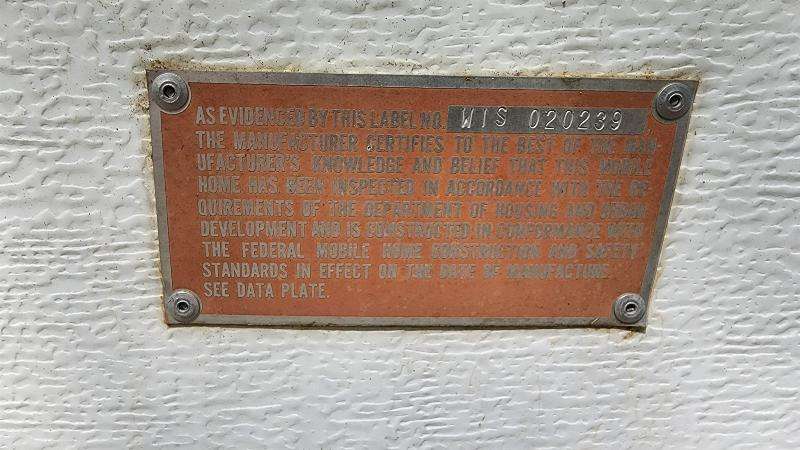 AS EVIDENCED BY THIS LABEL NO. WIS 020239
THE MANUFACTURER CERTIFIES TO THE BEST OF THE MAN-
UFACTURER'S KNOWLEDGE AND BELIEF THAT THIS MOBILE
HOME HAS BEEN INSPECTED IN ACCORDANCE WITH THE RE-
QUIREMENTS OF THE DEPARTMENT OF HOUSING AND URBAN
DEVELOPMENT AND IS CONSTRUCTED IN CONFORMANCE WITH
THE FEDERAL MOBILE HOME CONSTRUCTION AND SAFETY
STANDARDS IN EFFECT ON THE DATE OF MANUFACTURE.
SEE DATA PLATE.